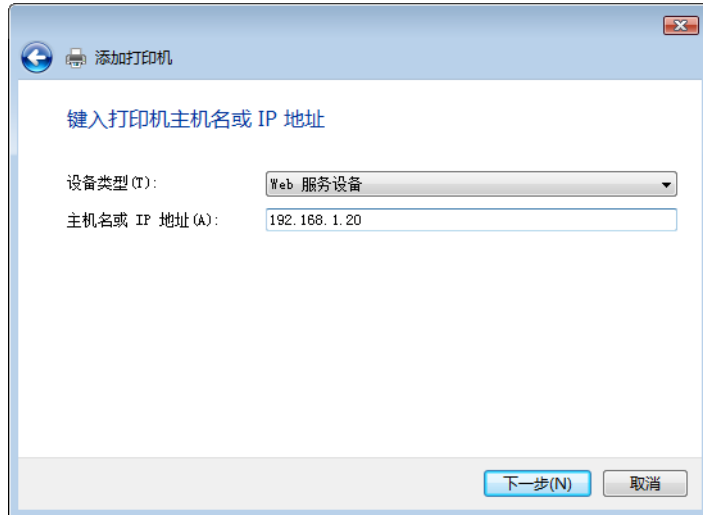 添加打印机
键入打印机主机名或 IP 地址
设备类型(T): Web 服务设备
主机名或 IP 地址(A): 192.168.1.20
下一步(N) 取消